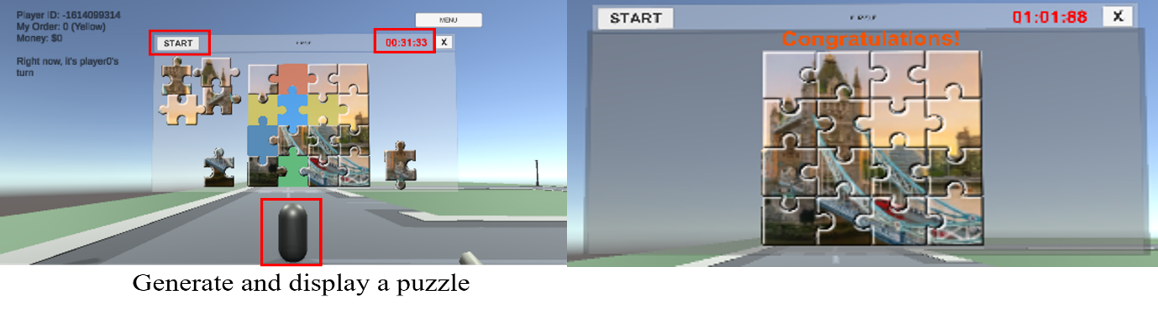 Player ID: -1614099314
My Order: 0 (Yellow)
Money: $0
Right now, it's player0's
turn
MENU
START
00:31:33
X
START
01:01:88
X
Congratulations!
Generate and display a puzzle